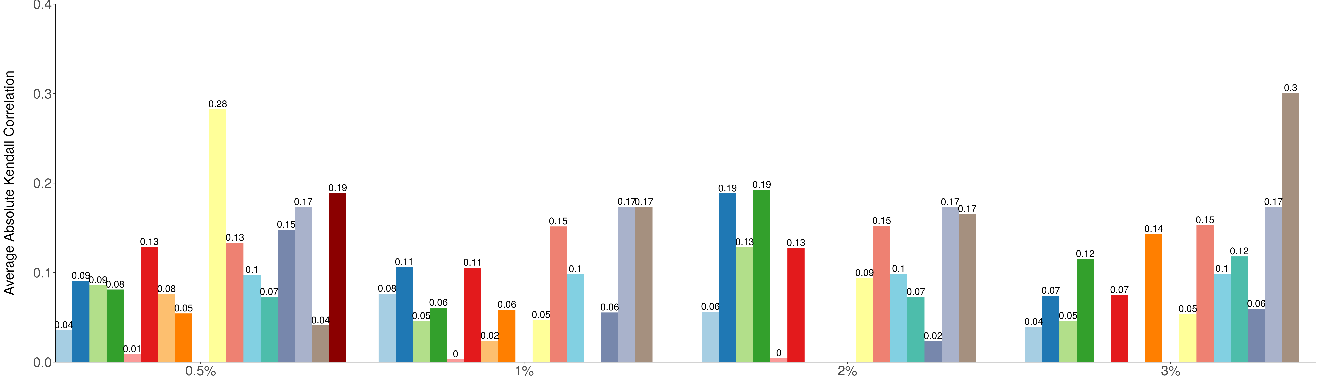 Average Absolute Kendall Correlation
0.4
0.3
0.2
0.1
0.0
0.04 0.09 0.09 0.08 0.01 0.13 0.08 0.05 0.28 0.13 0.1 0.07 0.15 0.17 0.04 0.19
0.08 0.11 0.05 0.06 0 0.11 0.02 0.06 0.05 0.15 0.1 0.06 0.17 0.17
0.06 0.19 0.13 0.19 0 0.13 0.09 0.15 0.1 0.07 0.02 0.17 0.17
0.04 0.07 0.05 0.12 0.07 0.14 0.05 0.15 0.1 0.12 0.06 0.17 0.3
0.5% 1% 2% 3%